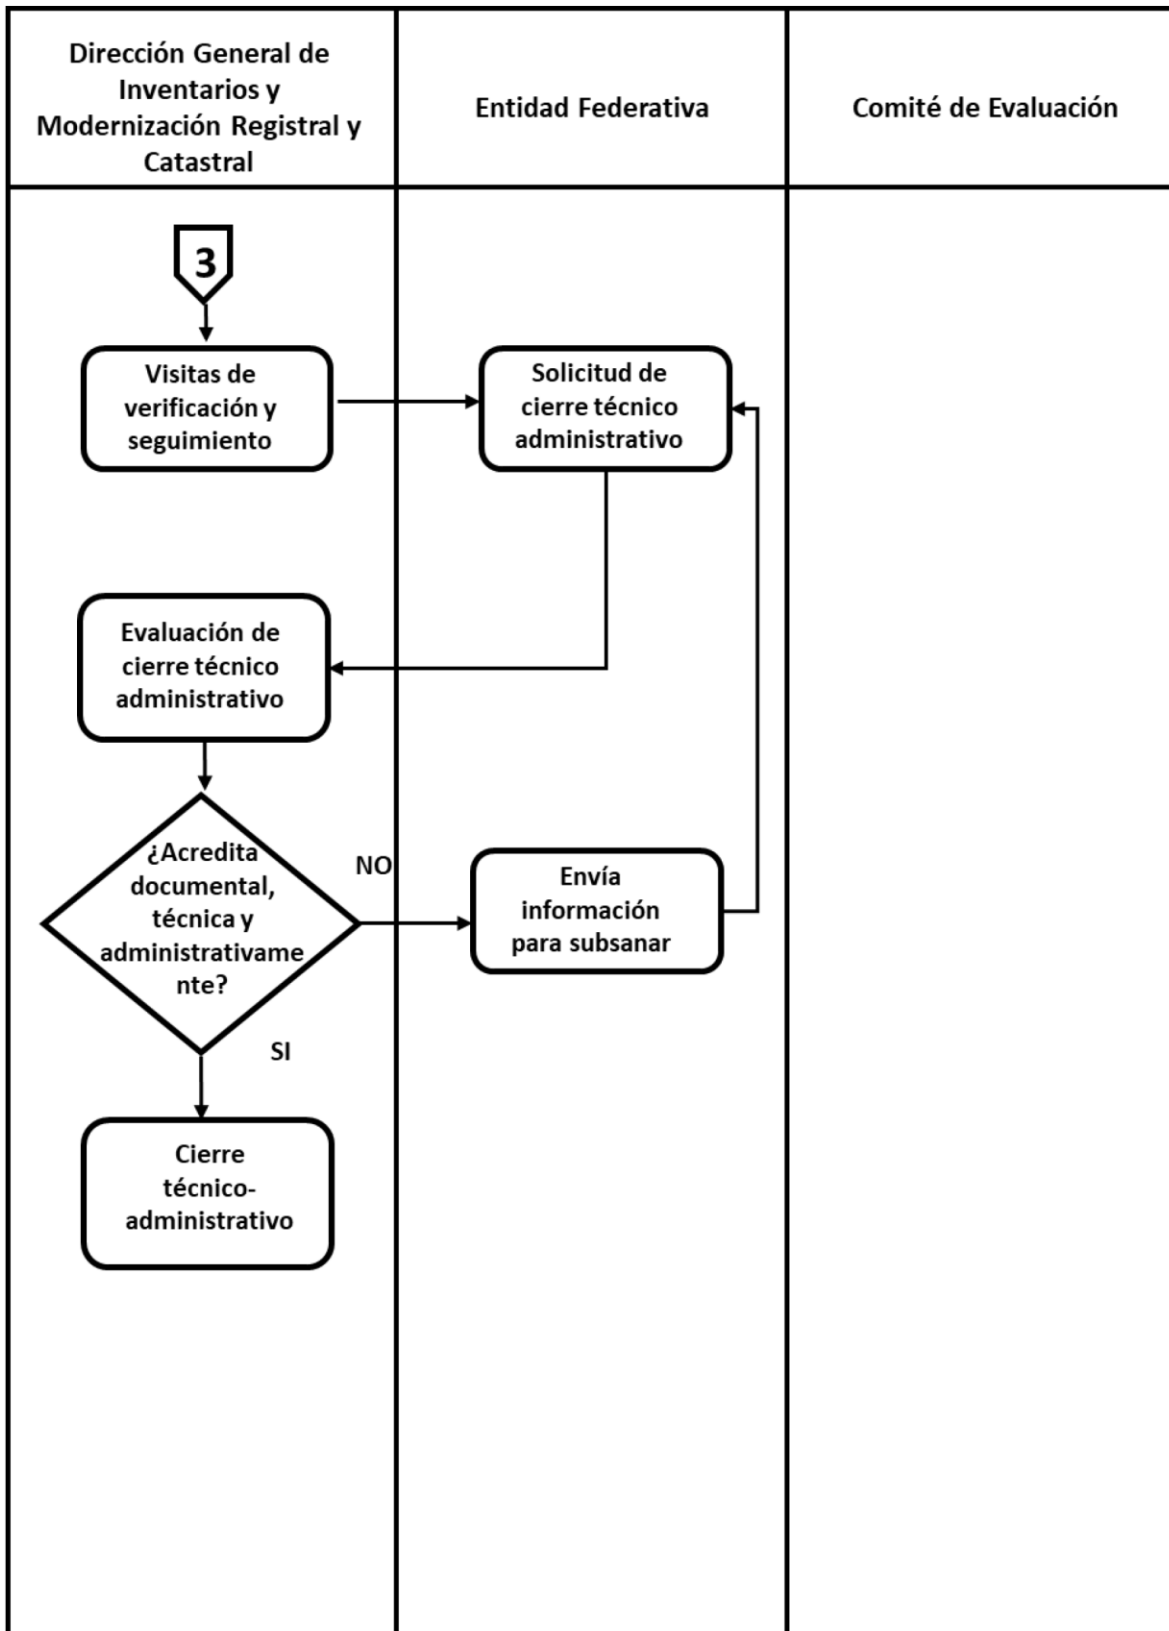 Dirección General de
Inventarios y
Modernización Registral y
Catastral
Entidad Federativa
Comité de Evaluación
3
Visitas de
verificación y
seguimiento
Solicitud de
cierre técnico
administrativo
Evaluación de
cierre técnico
administrativo
¿Acredita
documental,
técnica y
administrativame
nte?
NO
Envía
información
para subsanar
SI
Cierre
técnico-
administrativo